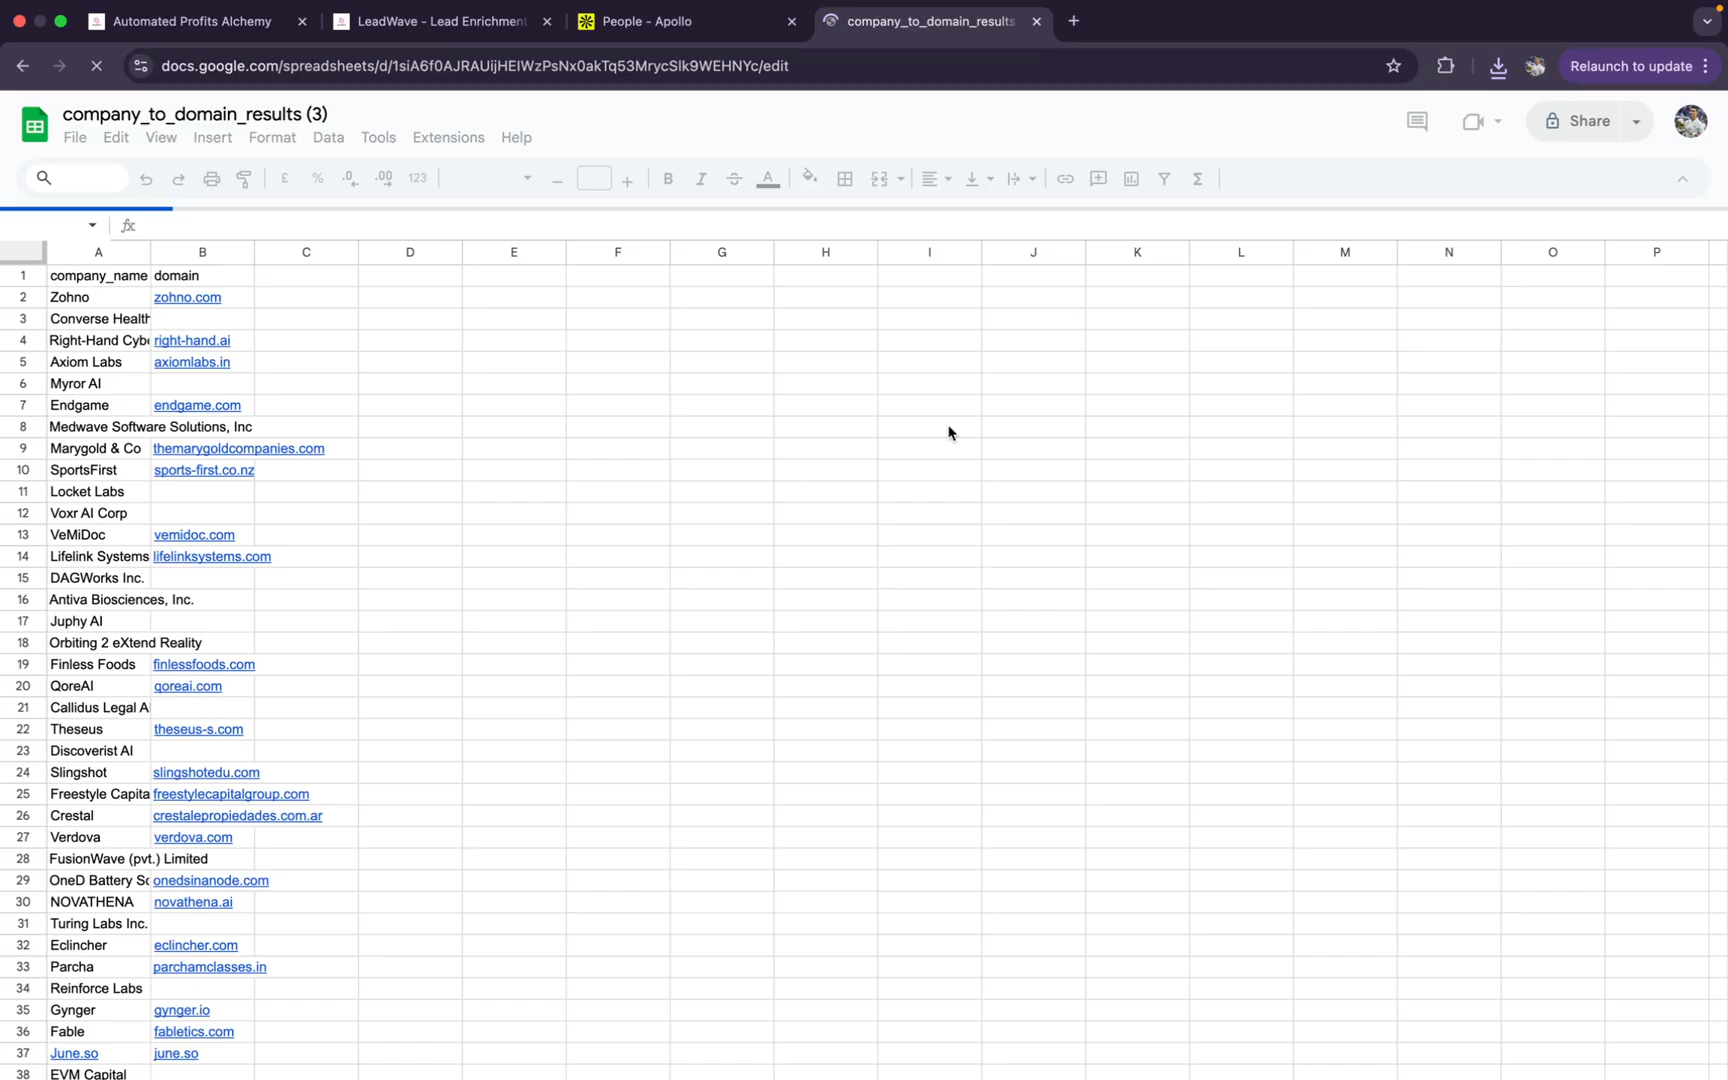 Automated Profits Alchemy
LeadWave - Lead Enrichment
People - Apollo
company_to_domain_results
docs.google.com/spreadsheets/d/1siA6f0AJRAUijHEIWzPsNx0akTq53MrycSlk9WEHNYc/edit
Relaunch to update
company_to_domain_results (3)
File Edit View Insert Format Data Tools Extensions Help
Share
£ % .0 .00 123 B I S A Σ
fx
A B C D E F G H I J K L M N O P
1 company_name domain
2 Zohno zohno.com
3 Converse Health
4 Right-Hand Cybe right-hand.ai
5 Axiom Labs axiomlabs.in
6 Myror AI
7 Endgame endgame.com
8 Medwave Software Solutions, Inc
9 Marygold & Co themarygoldcompanies.com
10 SportsFirst sports-first.co.nz
11 Locket Labs
12 Voxr AI Corp
13 VeMiDoc vemidoc.com
14 Lifelink Systems lifelinksystems.com
15 DAGWorks Inc.
16 Antiva Biosciences, Inc.
17 Juphy AI
18 Orbiting 2 eXtend Reality
19 Finless Foods finlessfoods.com
20 QoreAI qoreai.com
21 Callidus Legal A
22 Theseus theseus-s.com
23 Discoverist AI
24 Slingshot slingshotedu.com
25 Freestyle Capita freestylecapitalgroup.com
26 Crestal crestalepropiedades.com.ar
27 Verdova verdova.com
28 FusionWave (pvt.) Limited
29 OneD Battery Sc onedsinanode.com
30 NOVATHENA novathena.ai
31 Turing Labs Inc.
32 Eclincher eclincher.com
33 Parcha parchamclasses.in
34 Reinforce Labs
35 Gynger gynger.io
36 Fable fabletics.com
37 June.so june.so
38 EVM Capital